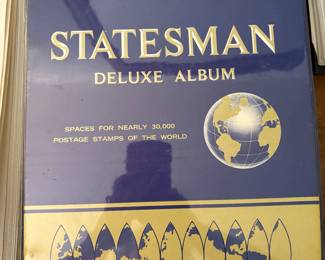 STATESMAN
DELUXE ALBUM
SPACES FOR NEARLY 30,000
POSTAGE STAMPS OF THE WORLD